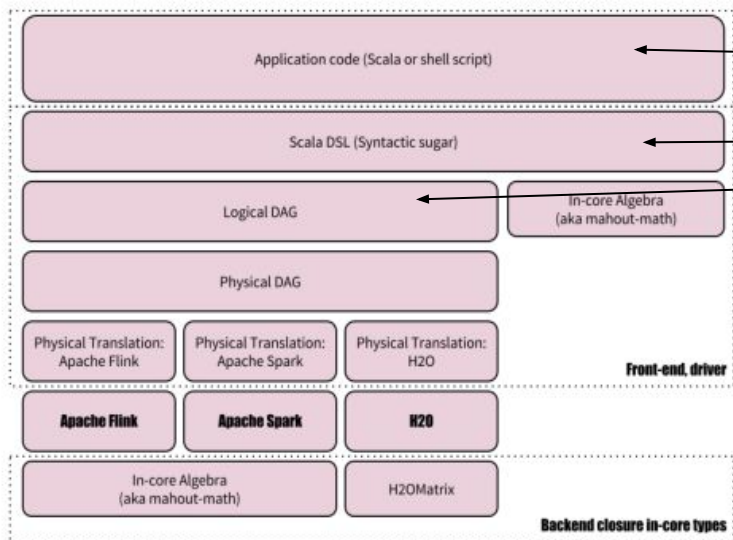 Application code (Scala or shell script)
Scala DSL (Syntactic sugar)
Logical DAG
In-core Algebra
(aka mahout-math)
Physical DAG
Physical Translation:
Apache Flink
Physical Translation:
Apache Spark
Physical Translation:
H2O
Front-end, driver
Apache Flink
Apache Spark
H2O
In-core Algebra
(aka mahout-math)
H2OMatrix
Backend closure in-core types